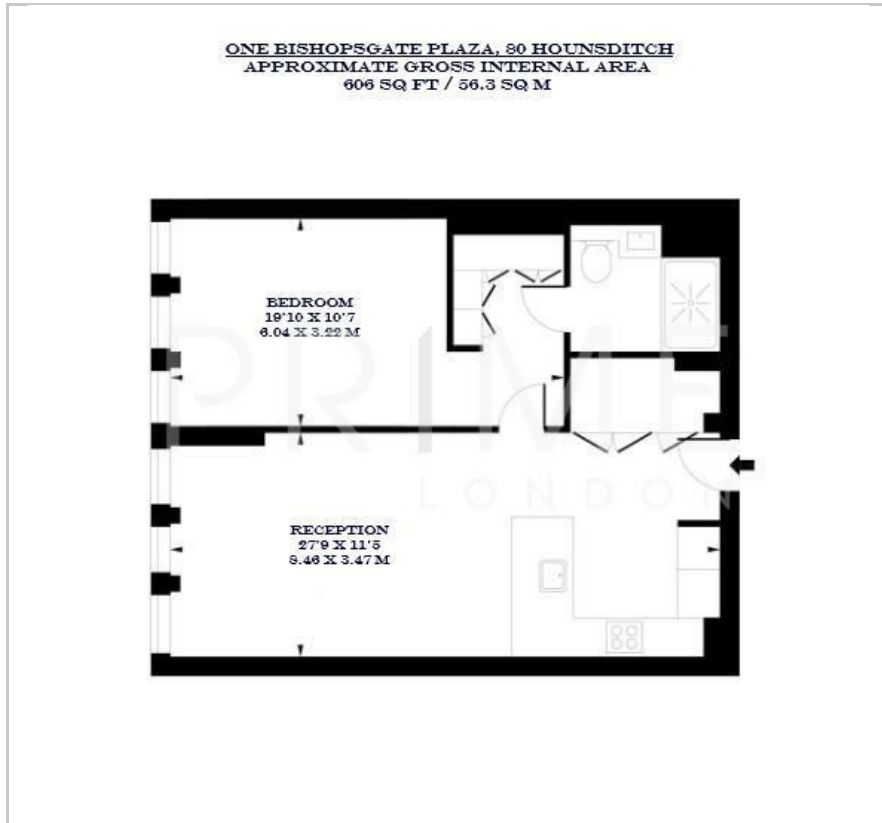 ONE BISHOPSGATE PLAZA, 80 HOUNSDITCH
APPROXIMATE GROSS INTERNAL AREA
606 SQ FT / 56.3 SQ M
BEDROOM
19'10 X 10'7
6.04 X 3.22 M
PRIME
LONDON
RECEPTION
27'9 X 11'5
8.46 X 3.47 M